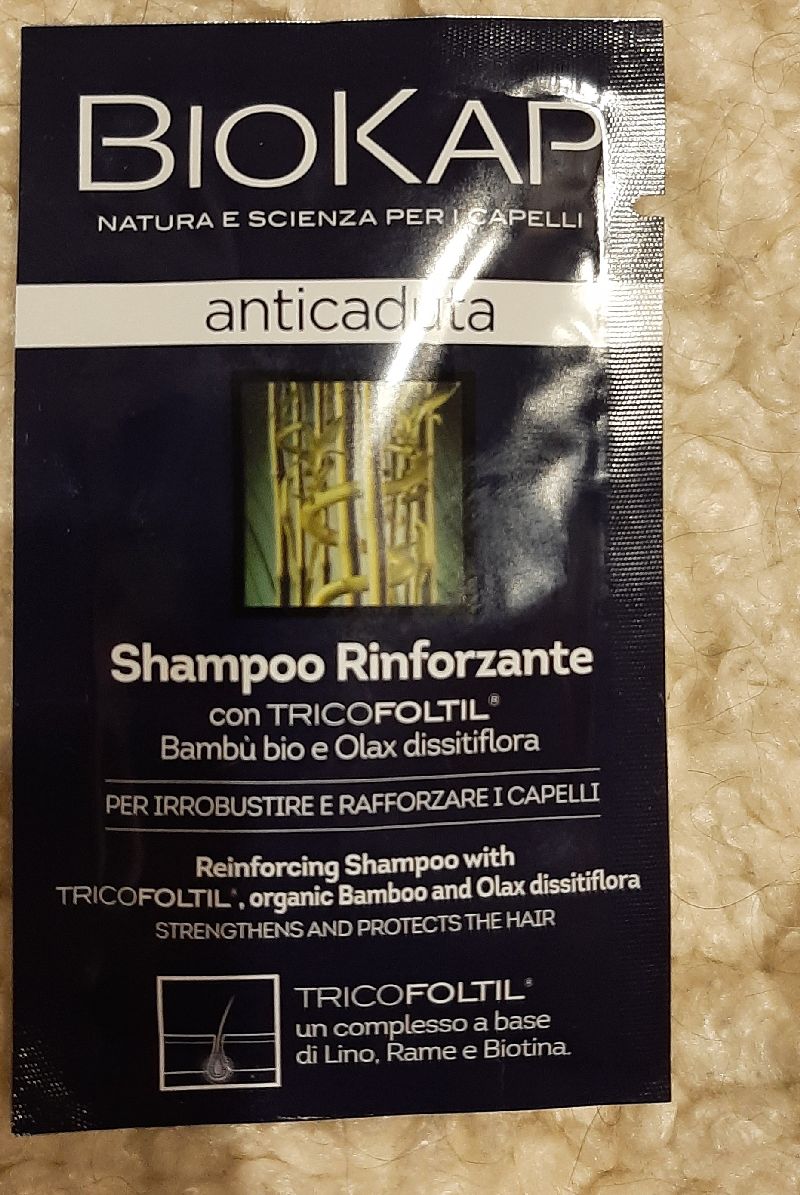 BIOKAP
NATURA E SCIENZA PER I CAPELLI
anticaduta
Shampoo Rinforzante
con TRICOFOLTIL®
Bambù bio e Olax dissitiflora
PER IRROBUSTIRE E RAFFORZARE I CAPELLI
Reinforcing Shampoo with
TRICOFOLTIL®, organic Bamboo and Olax dissitiflora
STRENGTHENS AND PROTECTS THE HAIR
TRICOFOLTIL®
un complesso a base
di Lino, Rame e Biotina.